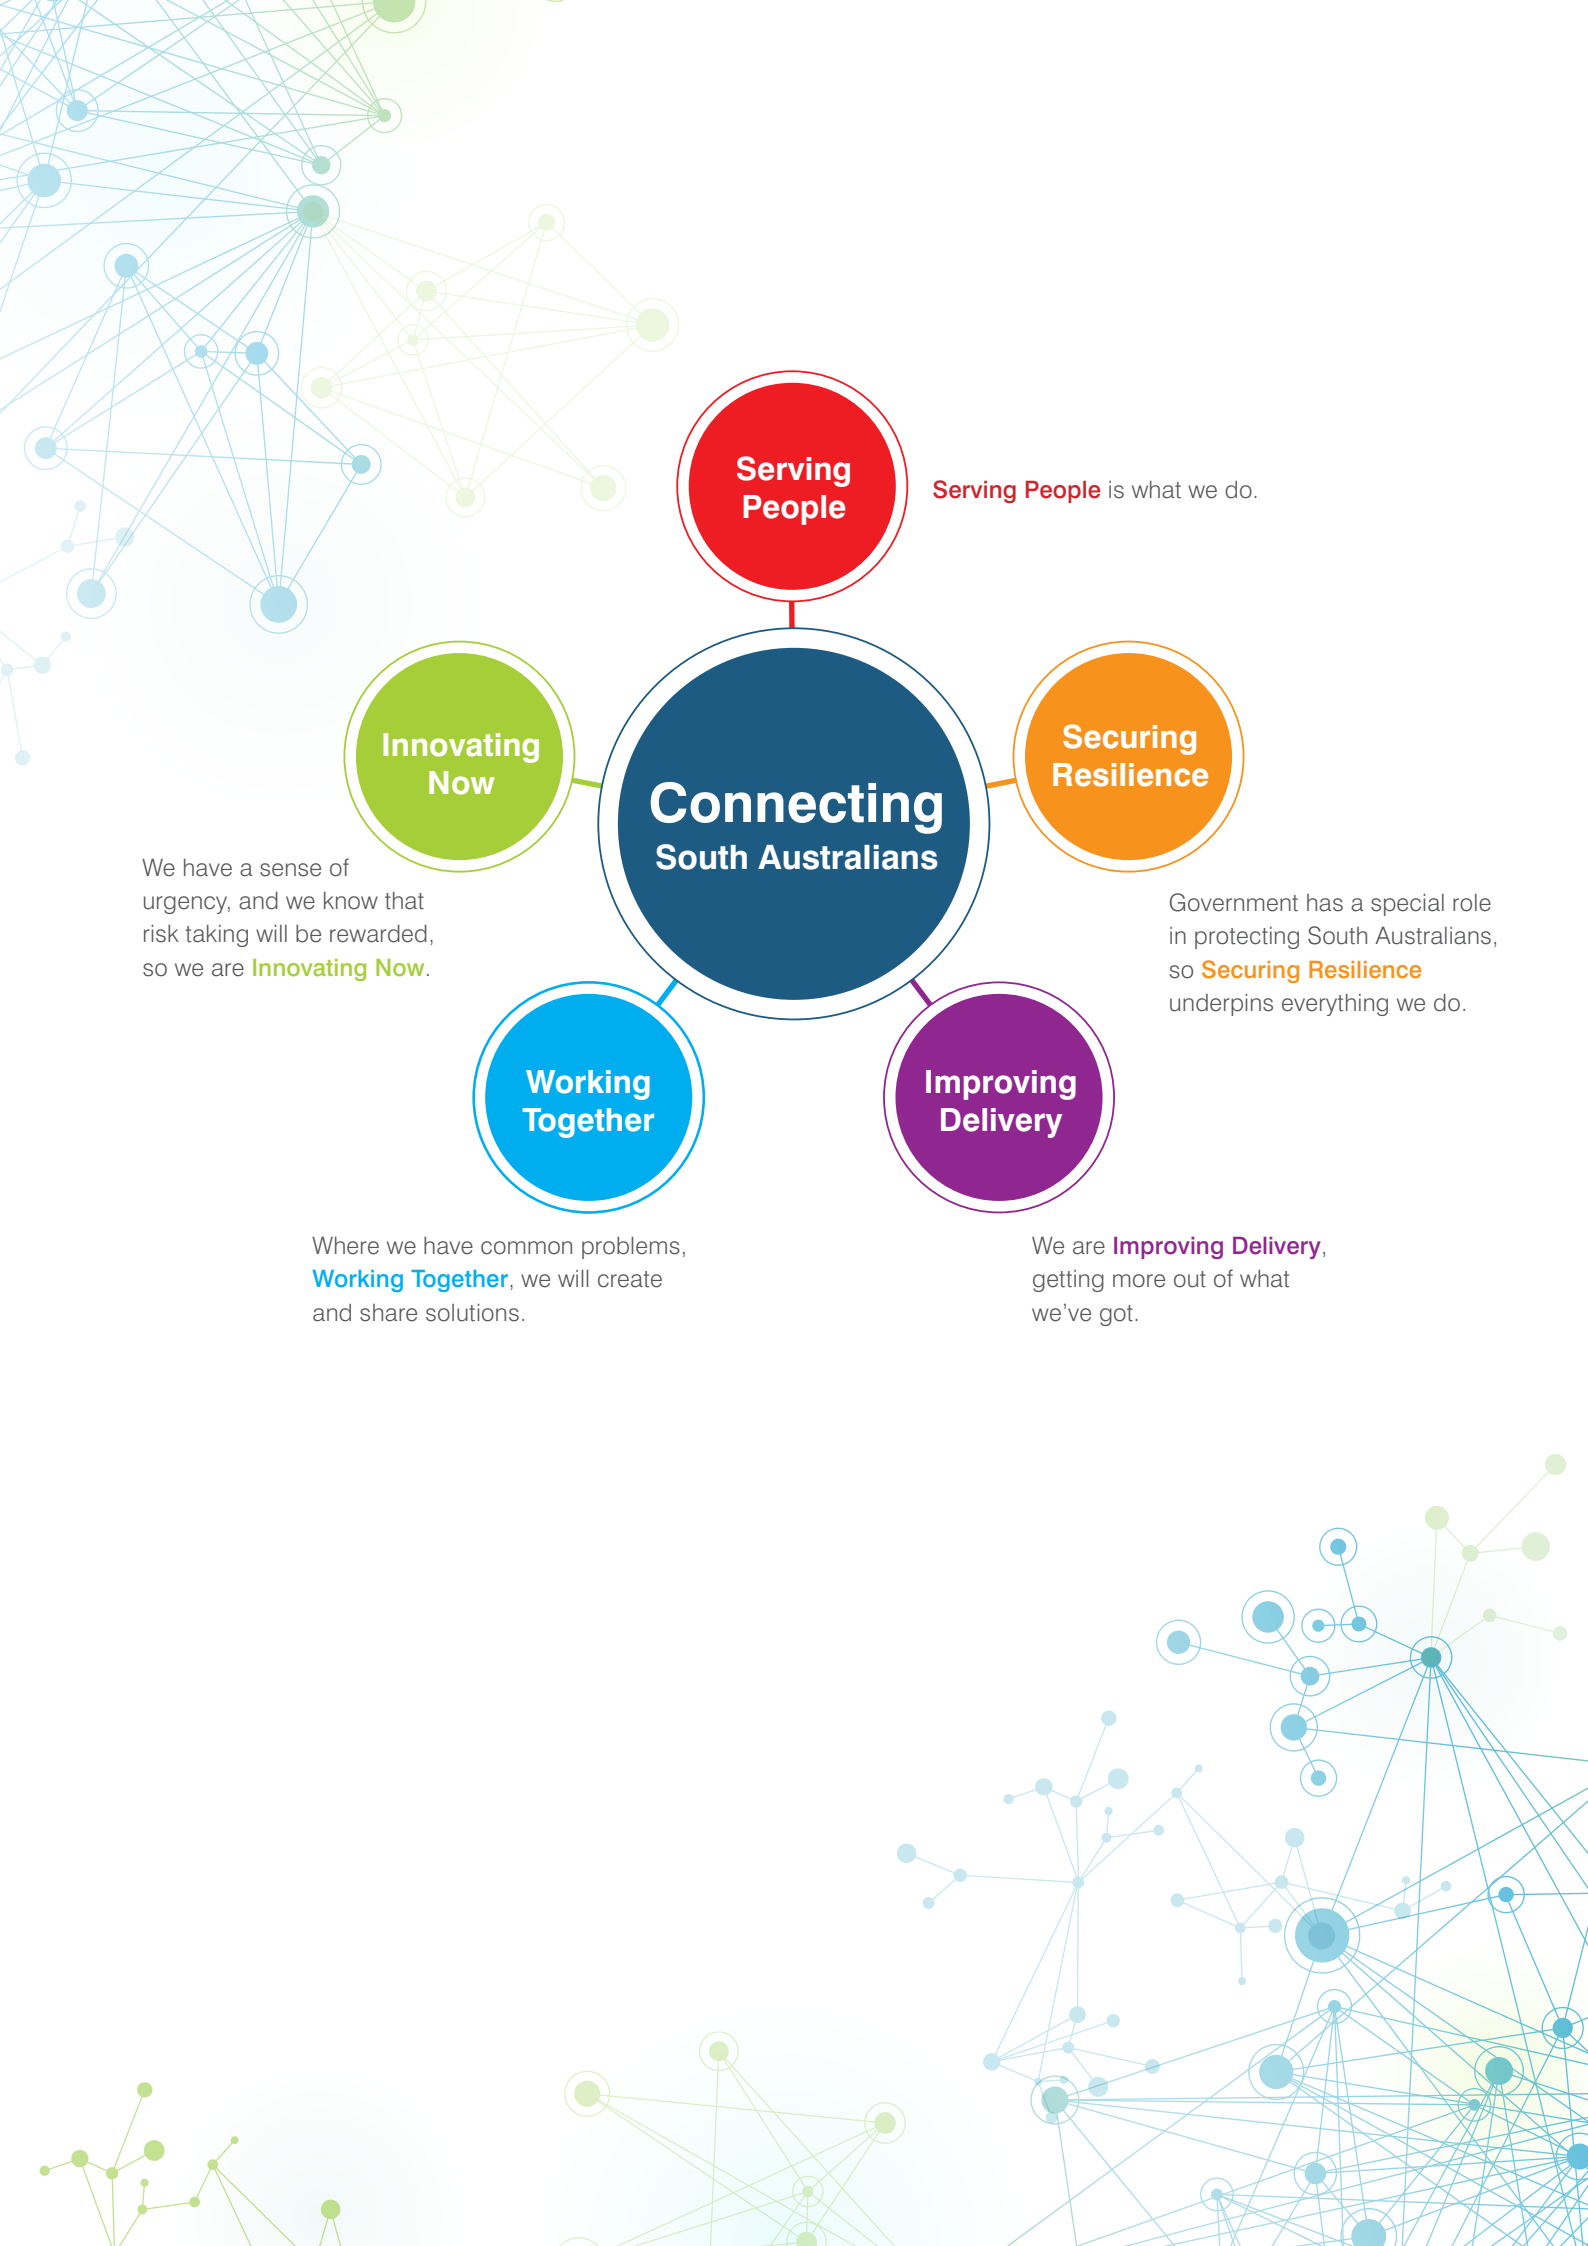 Serving
People
Serving People is what we do.
Innovating
Now
Securing
Resilience
Connecting
South Australians
We have a sense of
urgency, and we know that
risk taking will be rewarded,
so we are Innovating Now.
Government has a special role
in protecting South Australians,
so Securing Resilience
underpins everything we do.
Working
Together
Improving
Delivery
Where we have common problems,
Working Together, we will create
and share solutions.
We are Improving Delivery,
getting more out of what
we’ve got.